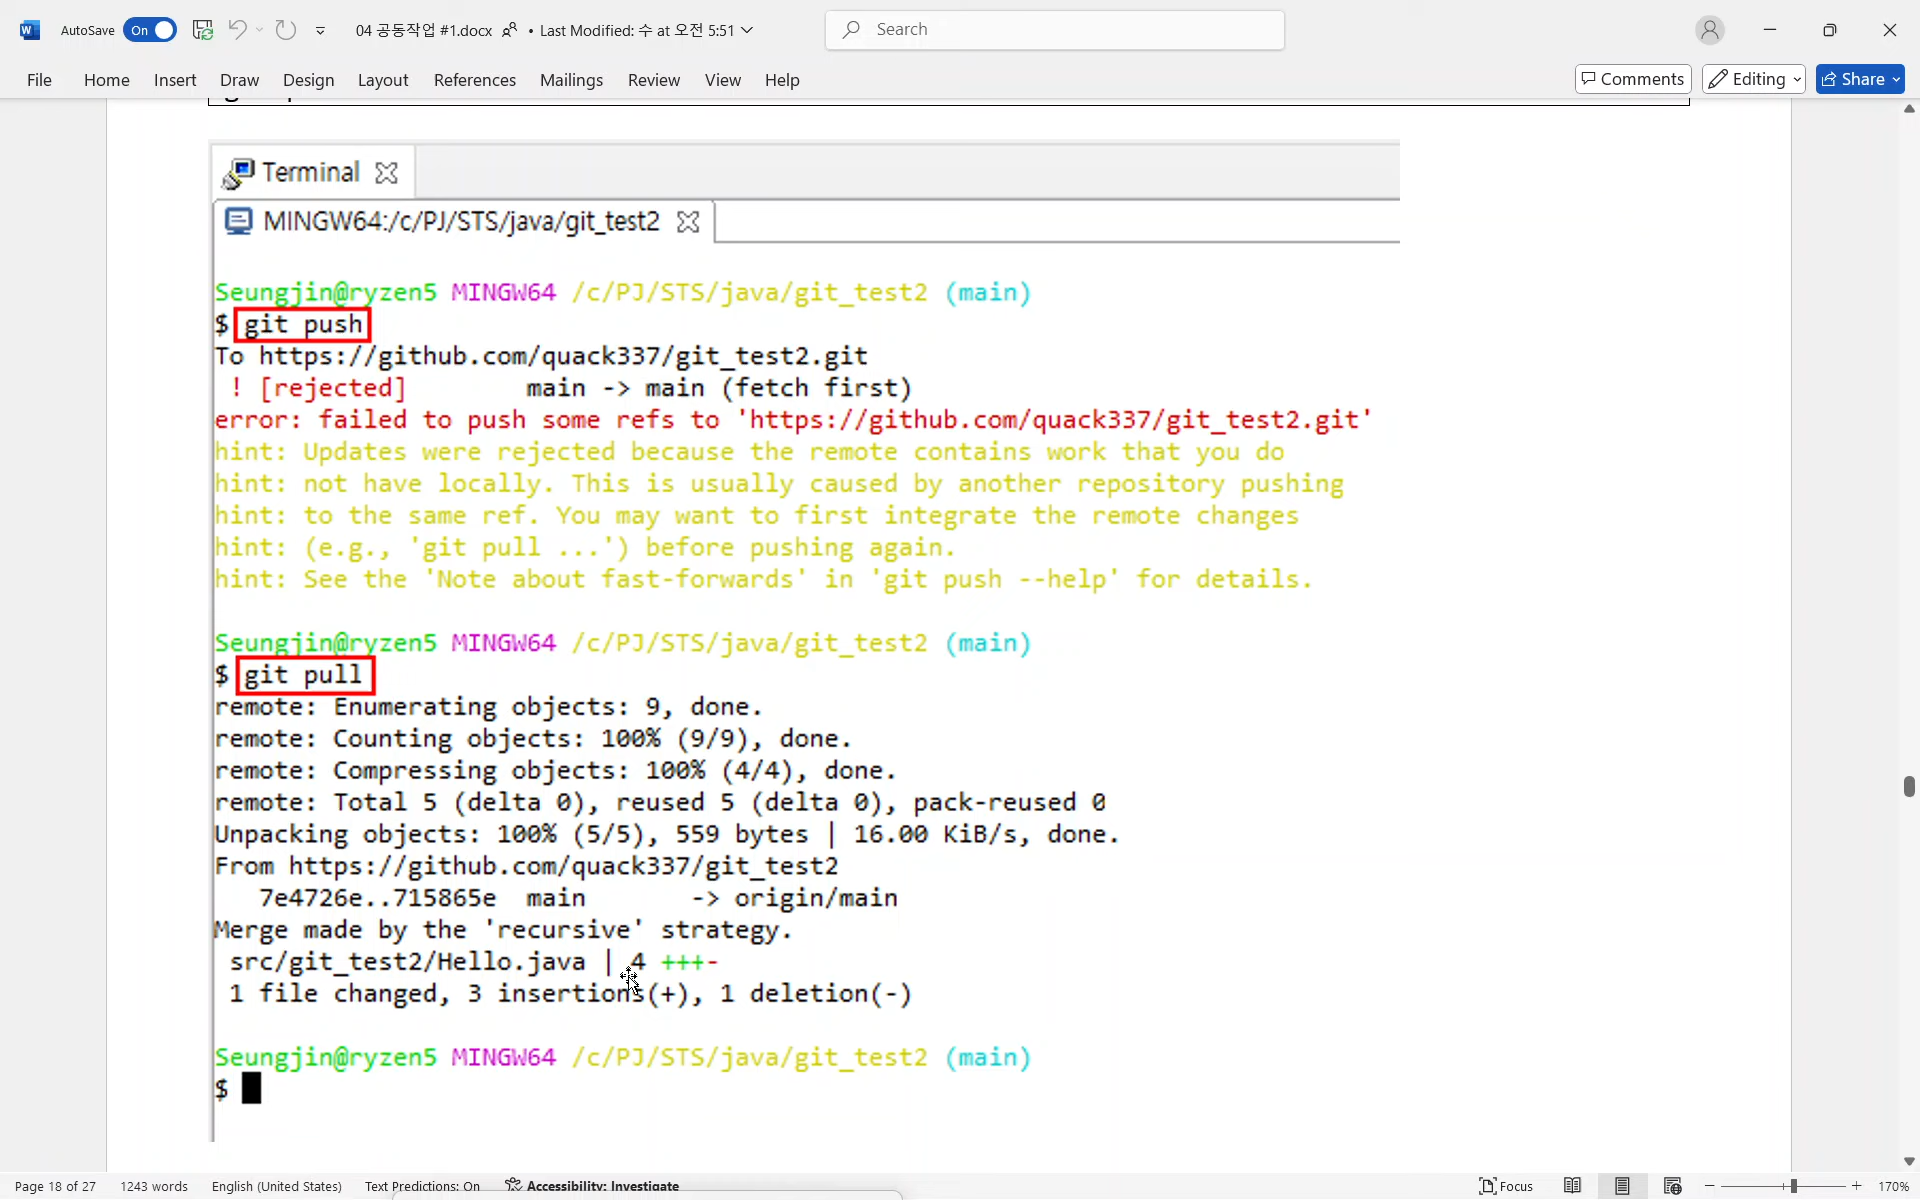 AutoSave On 04 공동작업 #1.docx • Last Modified: 수 at 오전 5:51 Search
File Home Insert Draw Design Layout References Mailings Review View Help Comments Editing Share
Terminal
MINGW64:/c/PJ/STS/java/git_test2
Seungjin@ryzen5 MINGW64 /c/PJ/STS/java/git_test2 (main)
$ git push
To https://github.com/quack337/git_test2.git
! [rejected] main -> main (fetch first)
error: failed to push some refs to 'https://github.com/quack337/git_test2.git'
hint: Updates were rejected because the remote contains work that you do
hint: not have locally. This is usually caused by another repository pushing
hint: to the same ref. You may want to first integrate the remote changes
hint: (e.g., 'git pull ...') before pushing again.
hint: See the 'Note about fast-forwards' in 'git push --help' for details.
Seungjin@ryzen5 MINGW64 /c/PJ/STS/java/git_test2 (main)
$ git pull
remote: Enumerating objects: 9, done.
remote: Counting objects: 100% (9/9), done.
remote: Compressing objects: 100% (4/4), done.
remote: Total 5 (delta 0), reused 5 (delta 0), pack-reused 0
Unpacking objects: 100% (5/5), 559 bytes | 16.00 KiB/s, done.
From https://github.com/quack337/git_test2
7e4726e..715865e main -> origin/main
Merge made by the 'recursive' strategy.
src/git_test2/Hello.java | 4 +++-
1 file changed, 3 insertions(+), 1 deletion(-)
Seungjin@ryzen5 MINGW64 /c/PJ/STS/java/git_test2 (main)
$
Page 18 of 27 1243 words English (United States) Text Predictions: On Accessibility: Investigate Focus 170%